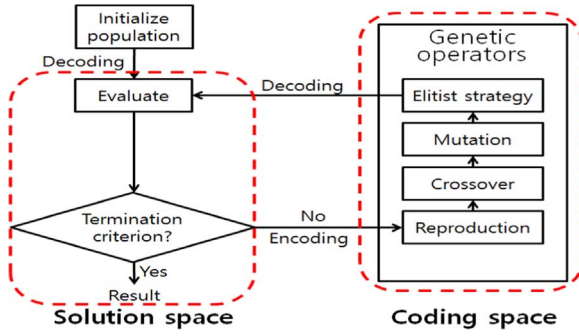 Initialize
population
Decoding
Evaluate
Decoding
Termination
criterion?
No
Encoding
Yes
Result
Solution space
Genetic
operators
Elitist strategy
Mutation
Crossover
Reproduction
Coding space